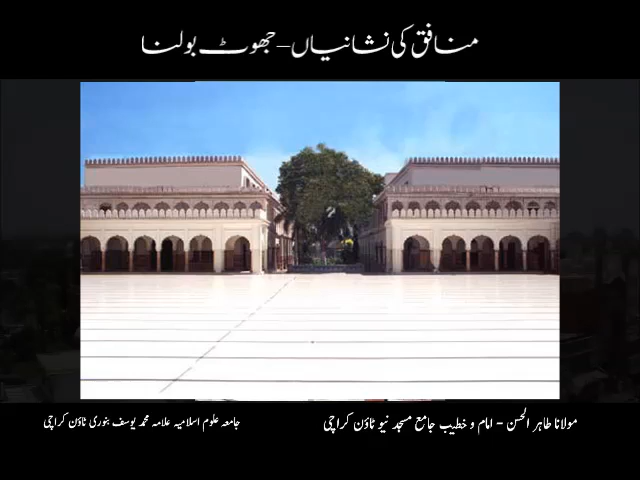 منافق کی نشانیاں – جھوٹ بولنا
مولانا طاہر الحسن - امام و خطیب جامع مسجد نیو ٹاؤن کراچی
جامعہ علوم اسلامیہ علامہ محمد یوسف بنوری ٹاؤن کراچی